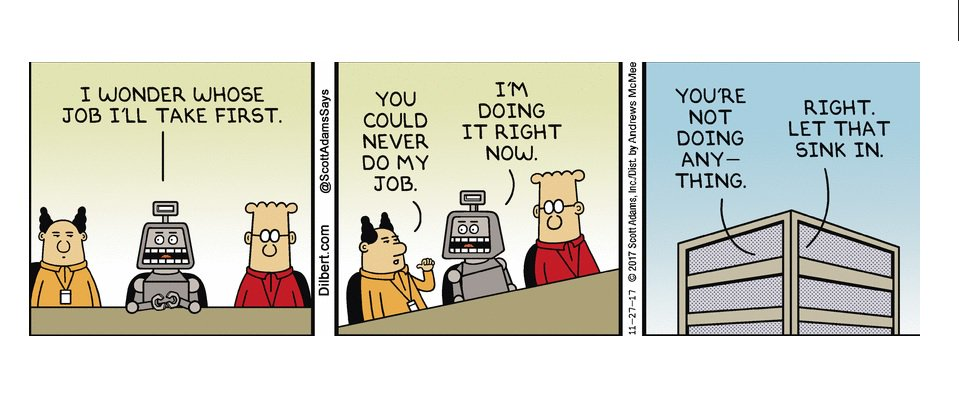 I WONDER WHOSE
JOB I'LL TAKE FIRST.
Dilbert.com @ScottAdamsSays
YOU
COULD
NEVER
DO MY
JOB.
I'M
DOING
IT RIGHT
NOW.
11-27-17 © 2017 Scott Adams, Inc./Dist. by Andrews McMee
YOU'RE
NOT
DOING
ANY—
THING.
RIGHT.
LET THAT
SINK IN.